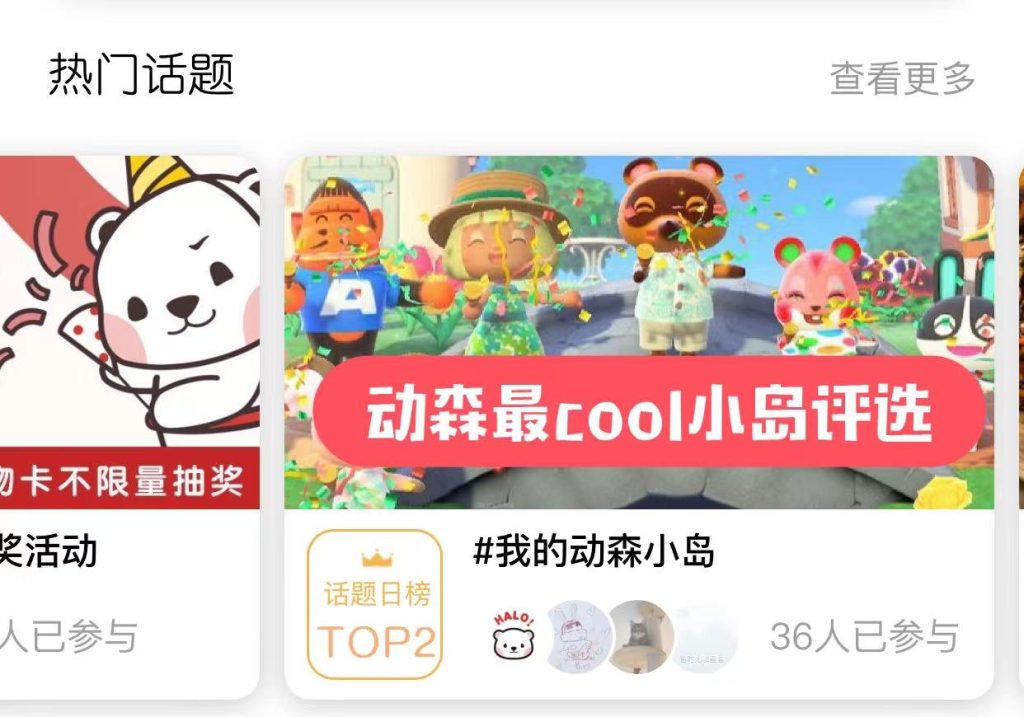 热门话题
查看更多
物卡不限量抽奖
奖活动
人已参与
A
动森最cool小岛评选
#我的动森小岛
话题日榜
TOP2
HALO!
36人已参与